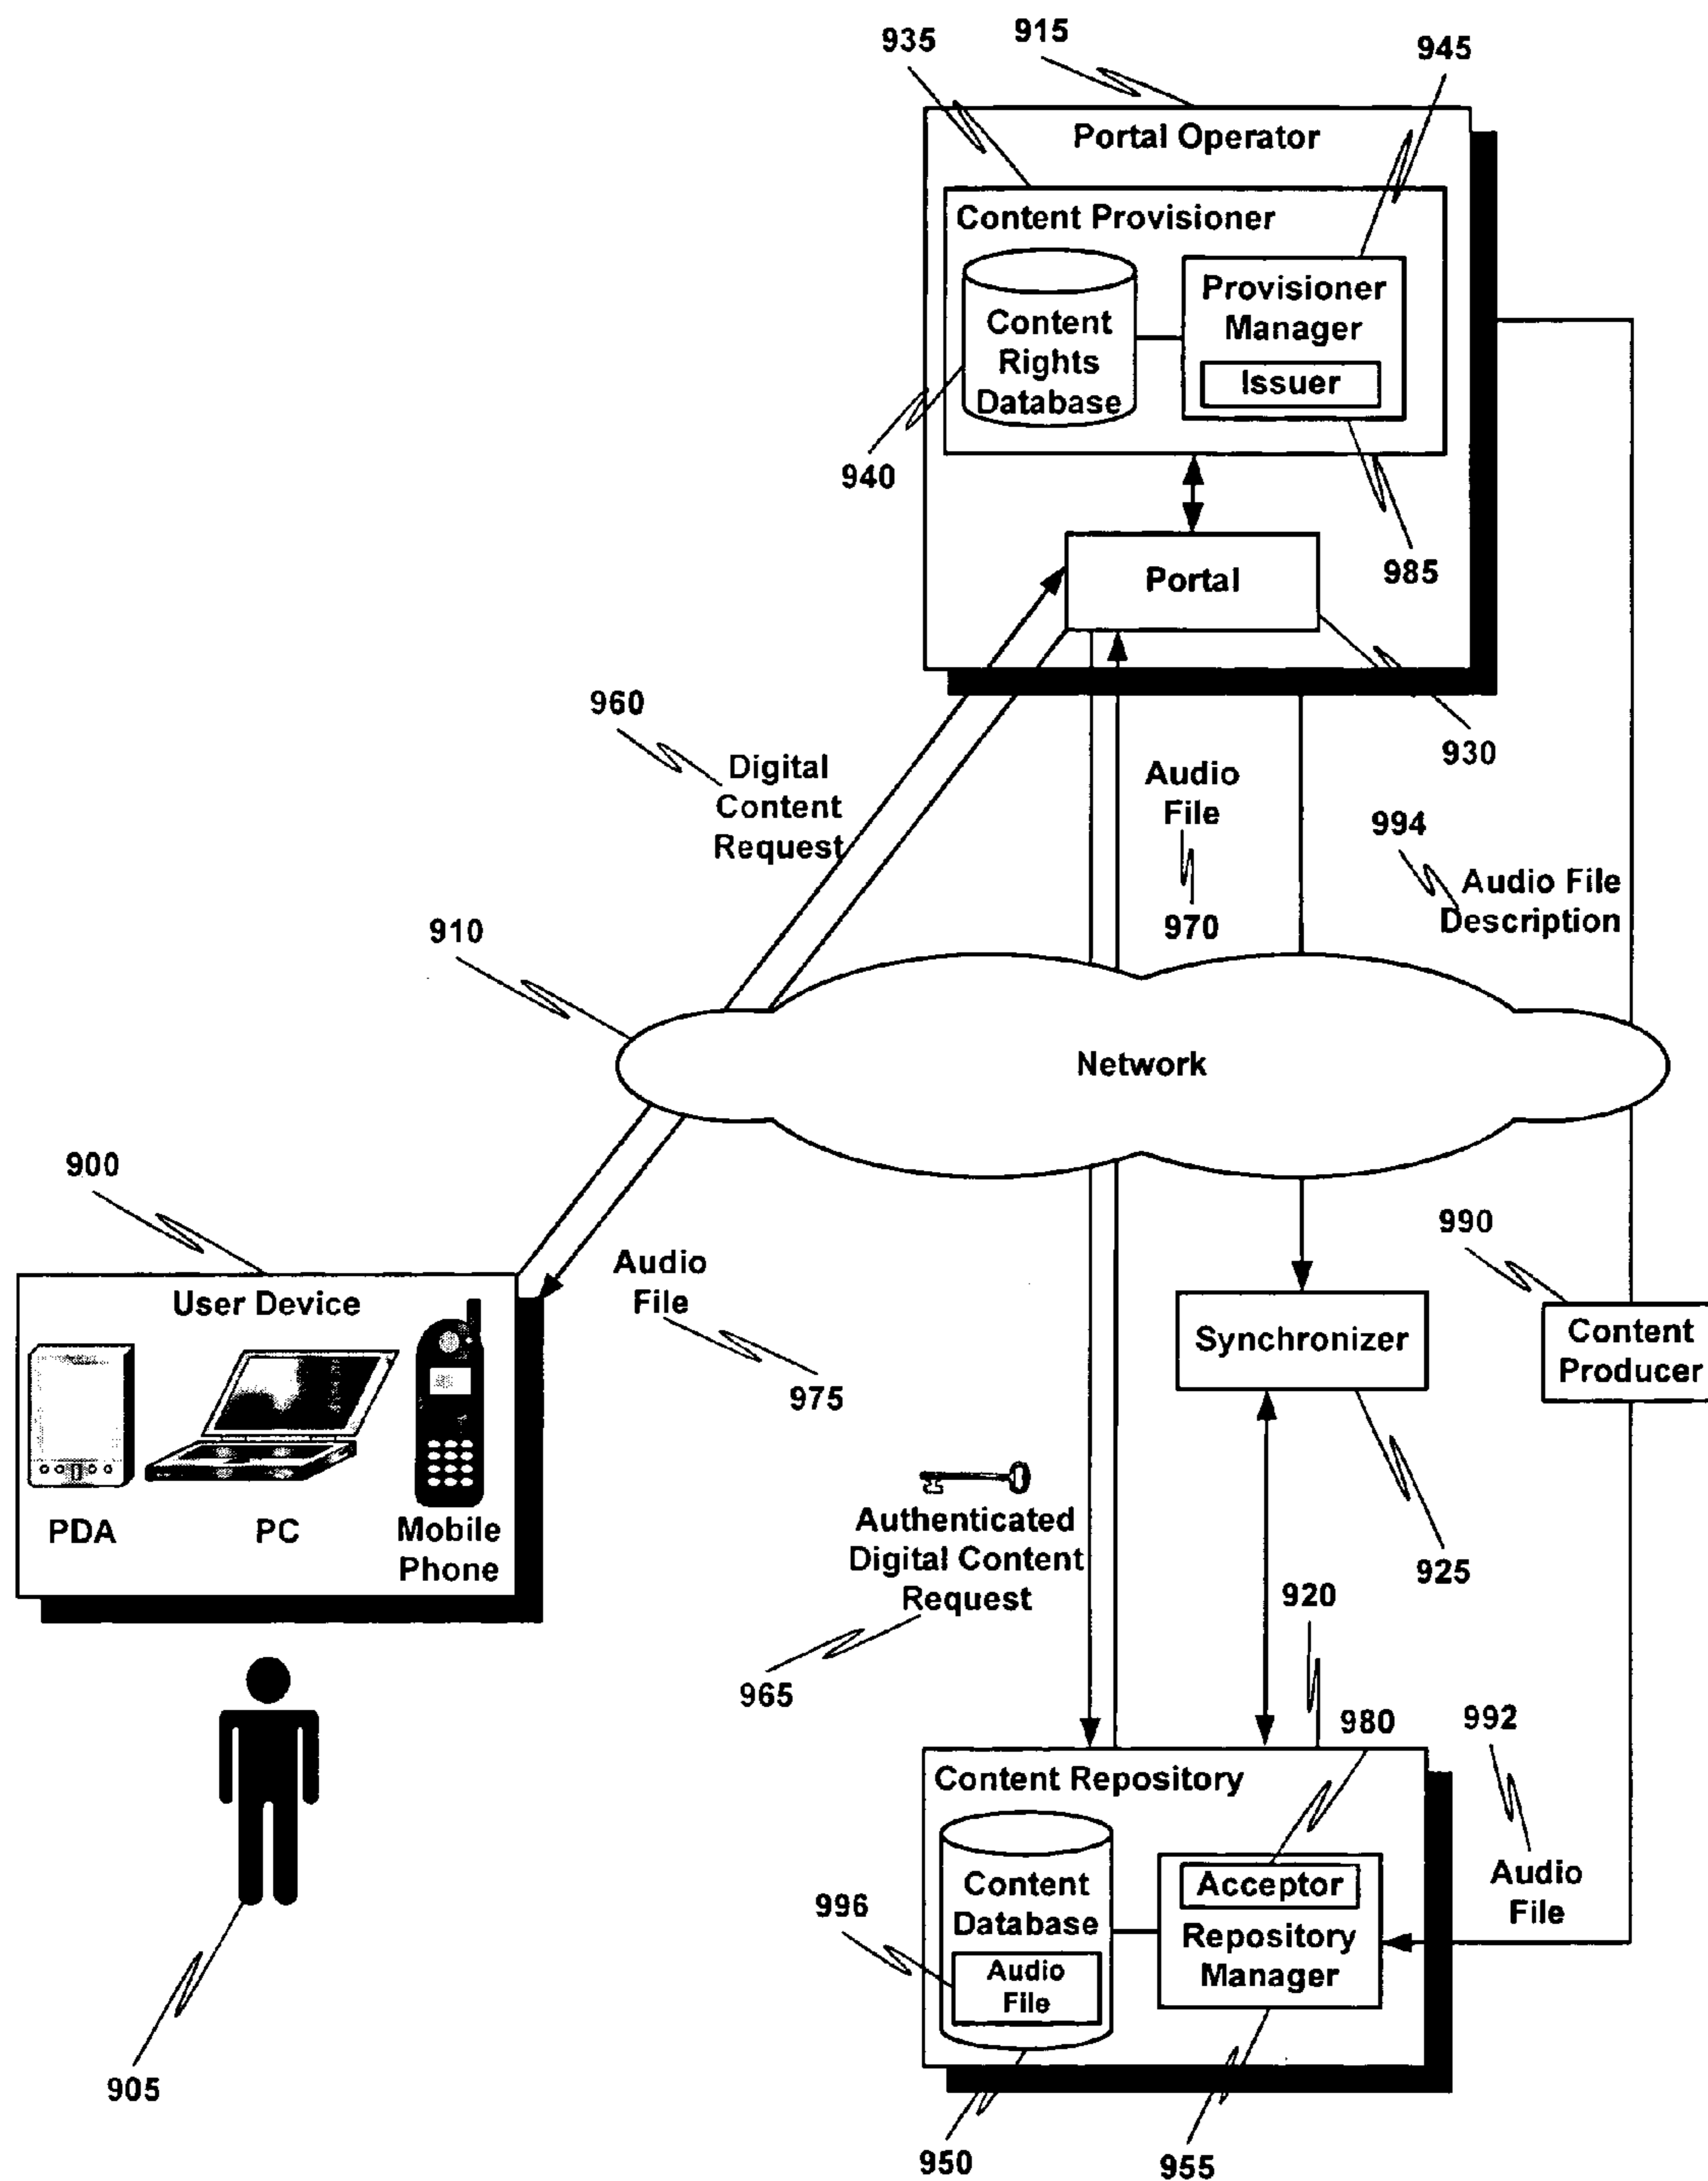 935
915
945
Portal Operator
Content Provisioner
Provisioner
Manager
Issuer
Content
Rights
Database
940
985
Portal
930
960
Digital
Content
Request
Audio
File
970
994
Audio File
Description
910
Network
900
User Device
PDA
PC
Mobile
Phone
Audio
File
975
990
Synchronizer
Content
Producer
925
Authenticated
Digital Content
Request
965
920
980
992
Content Repository
Audio
File
Acceptor
Repository
Manager
Content
Database
Audio
File
996
905
950
955